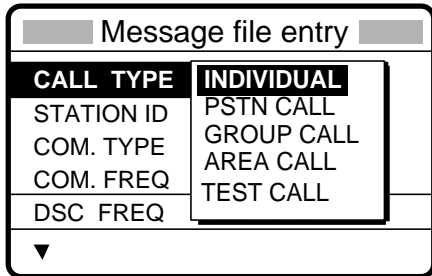 Message file entry
CALL TYPE
INDIVIDUAL
STATION ID
PSTN CALL
COM. TYPE
GROUP CALL
COM. FREQ
AREA CALL
TEST CALL
DSC FREQ
▼